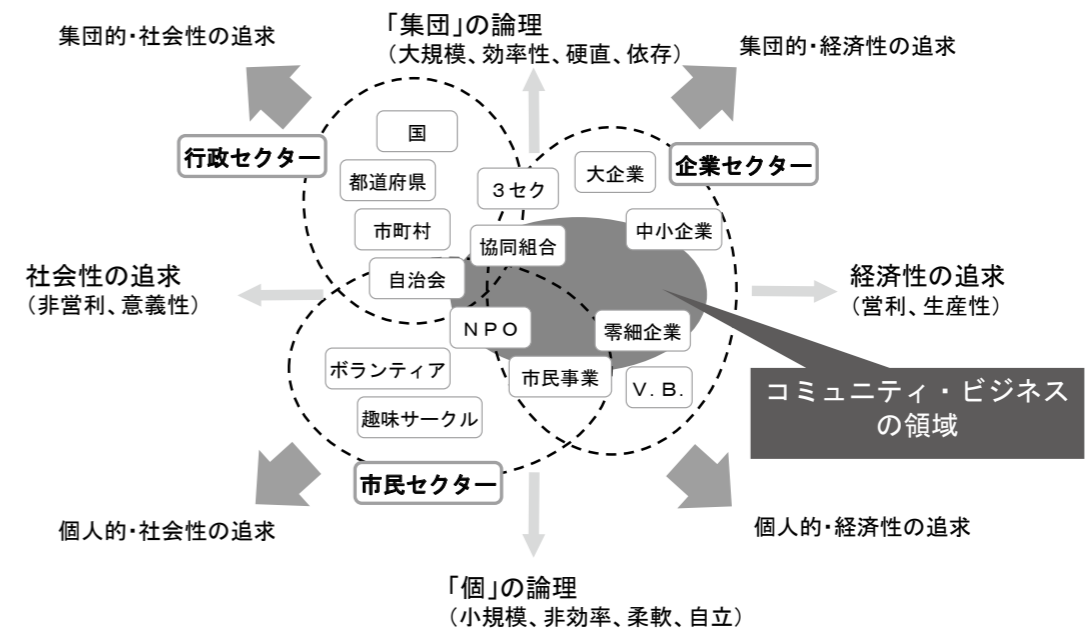 「集団」の論理
(大規模、効率性、硬直、依存)
集団的・社会性の追求
集団的・経済性の追求
国
行政セクター
企業セクター
都道府県
3セク
大企業
市町村
協同組合
中小企業
社会性の追求
(非営利、意義性)
自治会
経済性の追求
(営利、生産性)
NPO
零細企業
ボランティア
市民事業
V.B.
コミュニティ・ビジネス
の領域
趣味サークル
市民セクター
個人的・社会性の追求
個人的・経済性の追求
「個」の論理
(小規模、非効率、柔軟、自立)